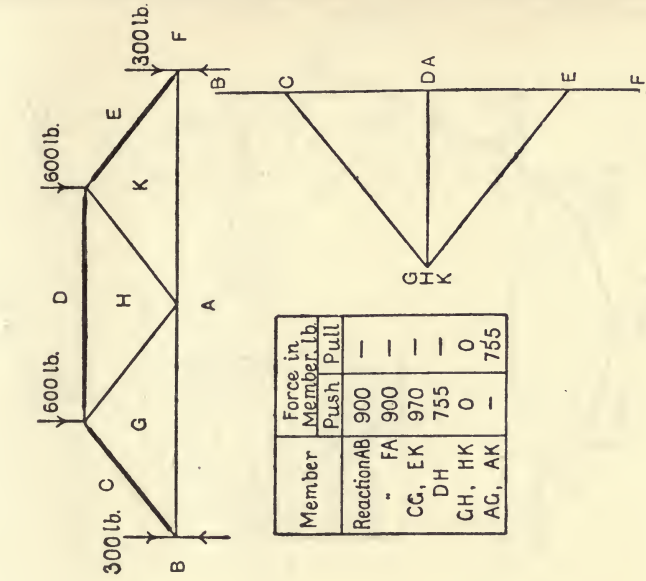 300 lb.
600 lb.
600 lb.
300 lb.
B
C
D
E
F
G
H
K
A
B
C
DA
E
F
G
H
K
Member Force in Member. lb.
Push Pull
Reaction AB 900 —
" FA 900 —
CG, EK 970 —
DH 755 —
GH, HK 0 0
AG, AK - 755